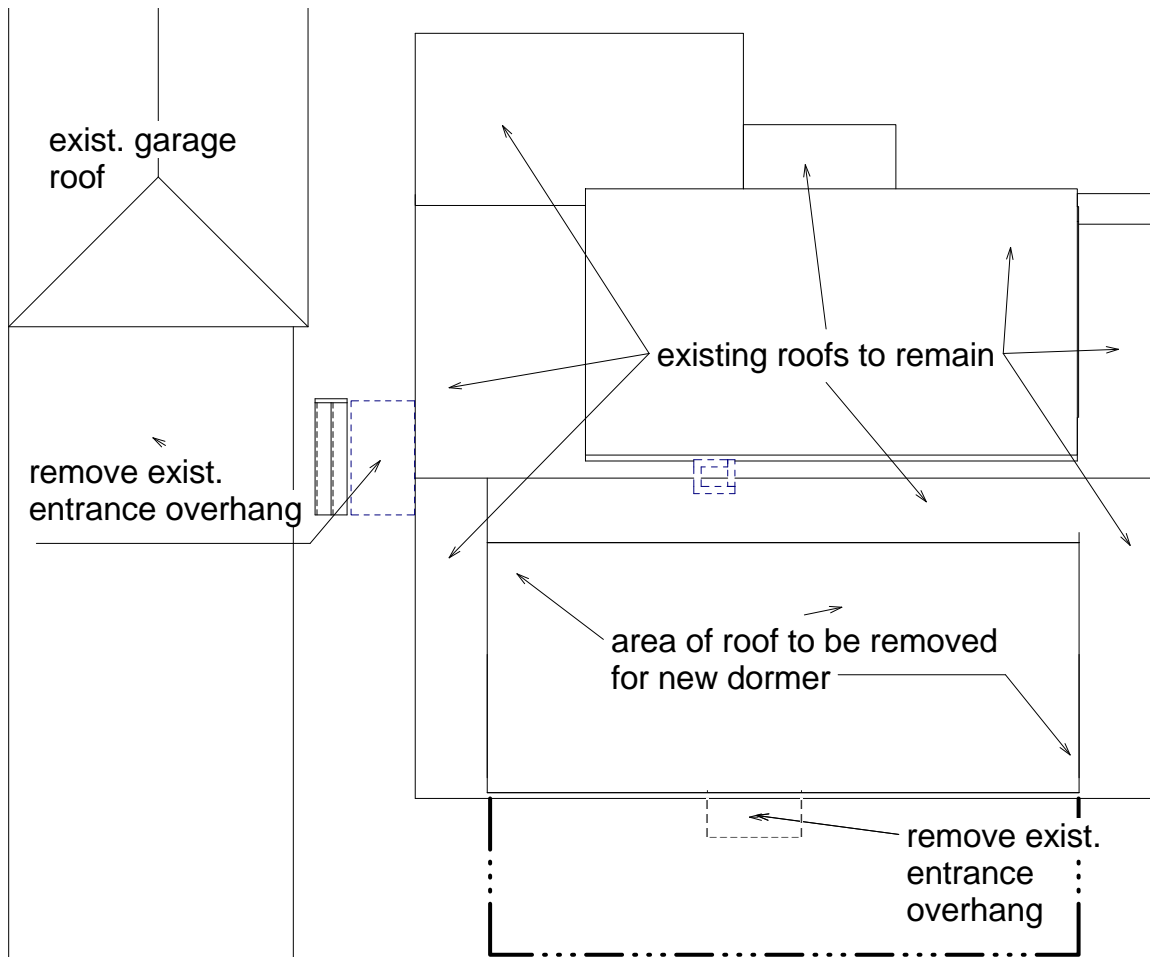 exist. garage
roof
existing roofs to remain
remove exist.
entrance overhang
area of roof to be removed
for new dormer
remove exist.
entrance
overhang